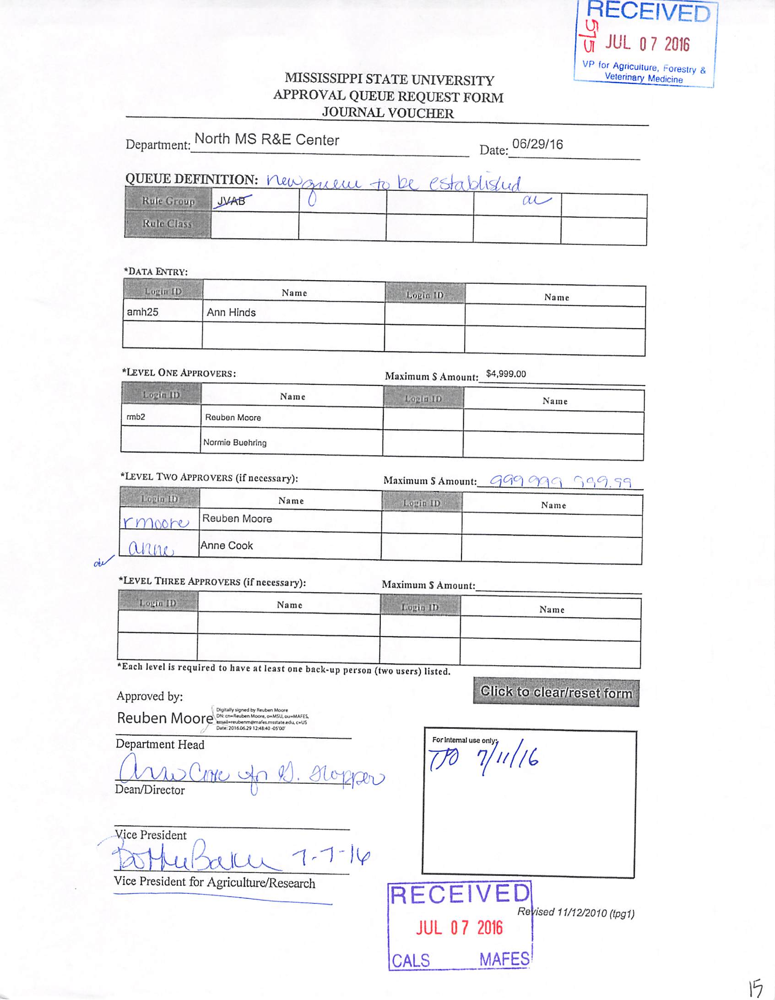 RECEIVED
575
JUL 07 2016
VP for Agriculture, Forestry &
Veterinary Medicine
MISSISSIPPI STATE UNIVERSITY
APPROVAL QUEUE REQUEST FORM
JOURNAL VOUCHER
Department: North MS R&E Center Date: 06/29/16
QUEUE DEFINITION: new queue to be established
Rule Group JVAB
Rule Class
*DATA ENTRY:
Login ID Name Login ID Name
amh25 Ann Hinds
*LEVEL ONE APPROVERS: Maximum $ Amount: $4,999.00
Login ID Name Login ID Name
rmb2 Reuben Moore
Normie Buehring
*LEVEL TWO APPROVERS (if necessary): Maximum $ Amount: 999 999 999.99
Login ID Name Login ID Name
rmoore Reuben Moore
anne Anne Cook
*LEVEL THREE APPROVERS (if necessary): Maximum $ Amount:
Login ID Name Login ID Name
*Each level is required to have at least one back-up person (two users) listed.
Click to clear/reset form
Approved by:
Reuben Moore
Digitally signed by Reuben Moore
DN: cn=Reuben Moore, o=MSU, ou=MAFES,
email=reubenm@mafes.msstate.edu, c=US
Date: 2016.06.29 12:48:40 -05'00'
Department Head
For Internal use only:
7/11/16
Anne Cook for G. Hopper
Dean/Director
Vice President
Bottie Baker 7-7-16
Vice President for Agriculture/Research
RECEIVED
Revised 11/12/2010 (tpg1)
JUL 07 2016
CALS MAFES
15